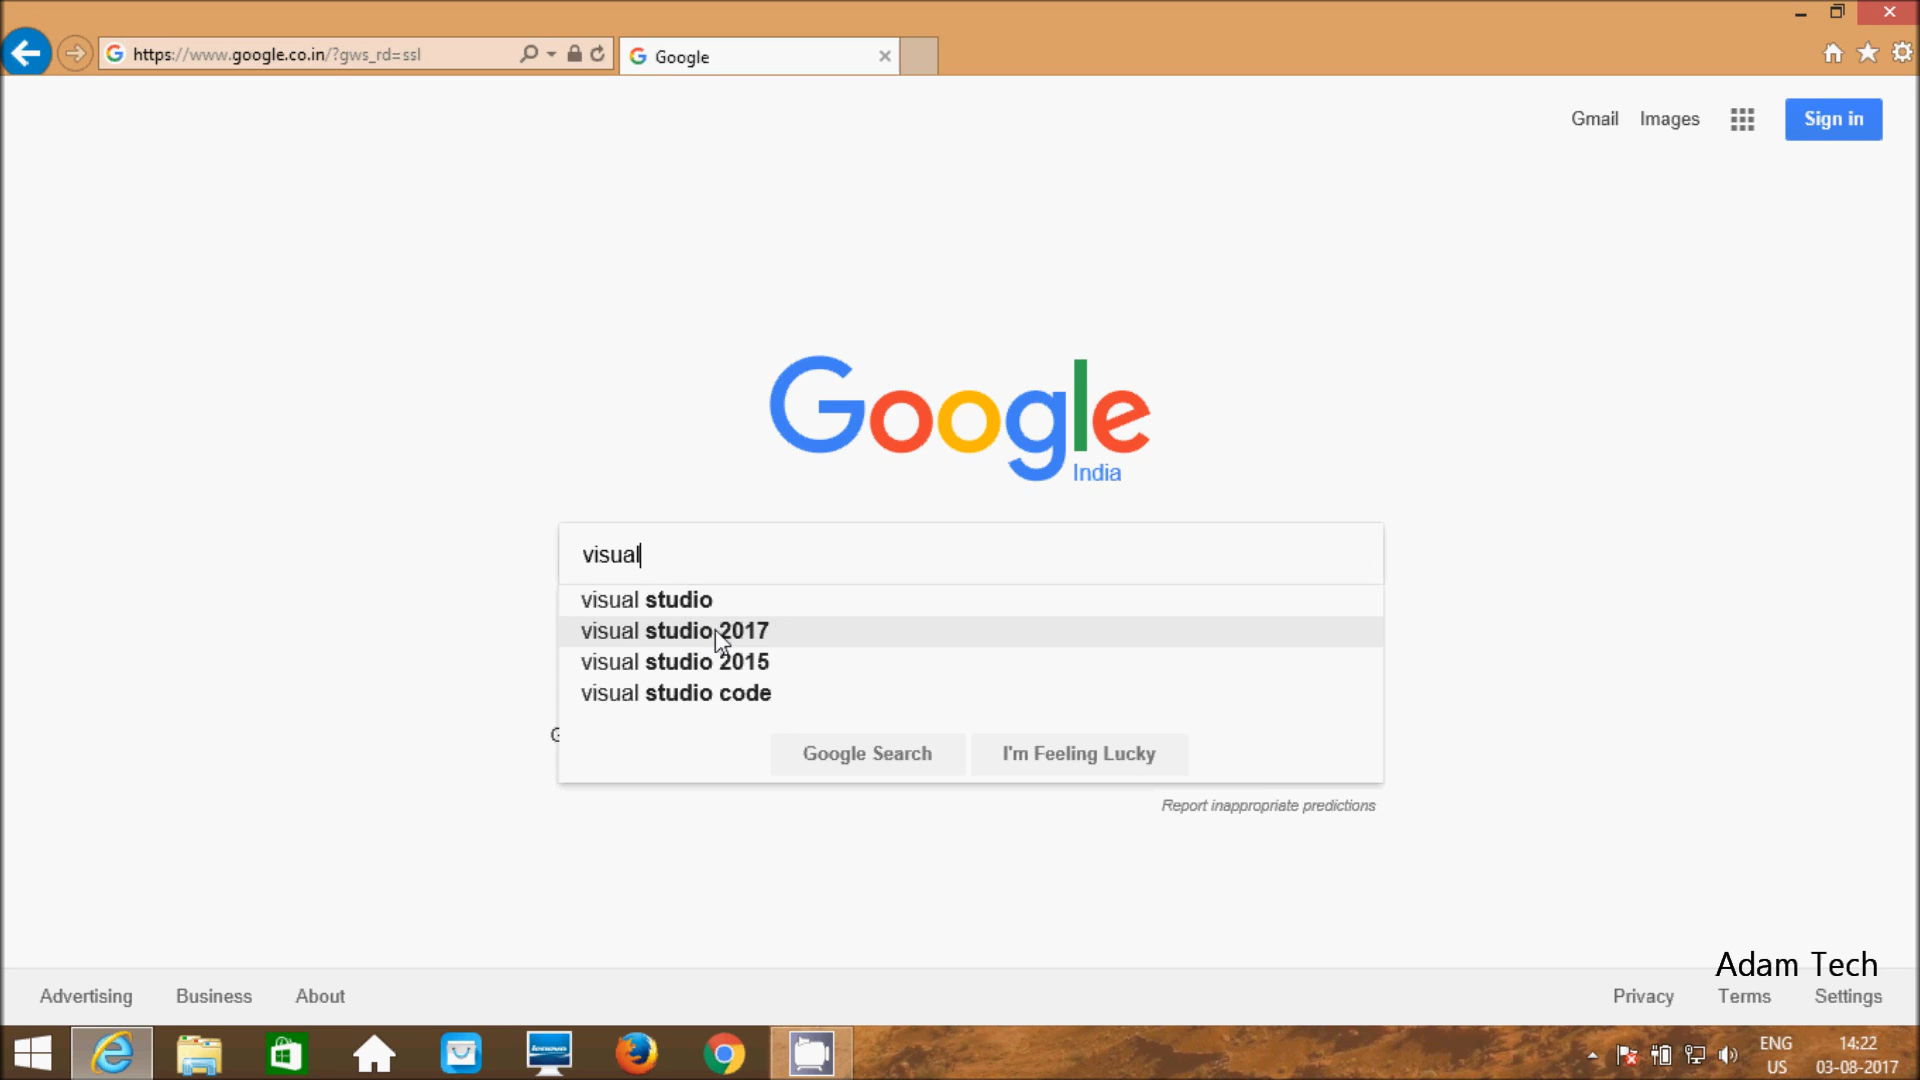 https://www.google.co.in/?gws_rd=ssl
Google
Gmail Images Sign in
Google
India
visual
visual studio
visual studio 2017
visual studio 2015
visual studio code
G
Google Search I'm Feeling Lucky
Report inappropriate predictions
Adam Tech
Advertising Business About Privacy Terms Settings
lenovo
ENG 14:22
US 03-08-2017